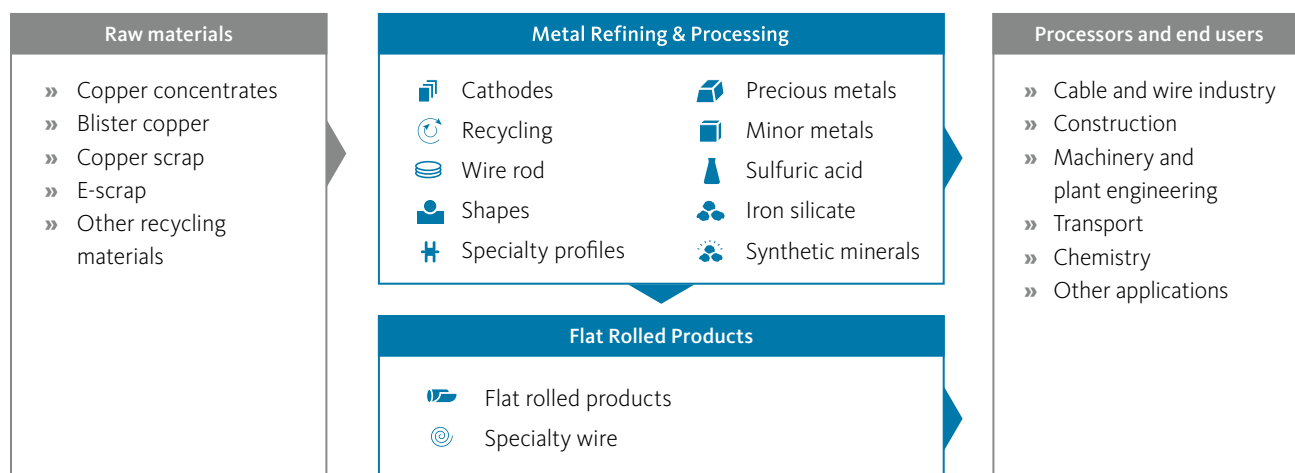 Raw materials
» Copper concentrates
» Blister copper
» Copper scrap
» E-scrap
» Other recycling
materials
Metal Refining & Processing
Cathodes
Recycling
Wire rod
Shapes
Specialty profiles
Precious metals
Minor metals
Sulfuric acid
Iron silicate
Synthetic minerals
Flat Rolled Products
Flat rolled products
Specialty wire
Processors and end users
» Cable and wire industry
» Construction
» Machinery and
plant engineering
» Transport
» Chemistry
» Other applications